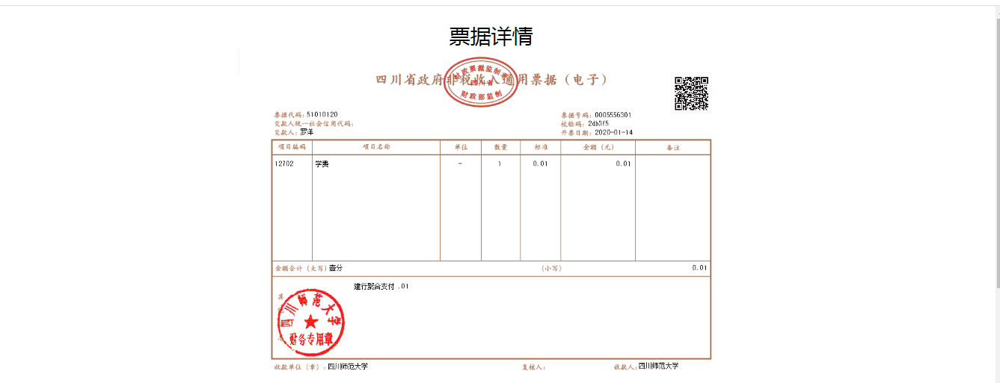 票据详情
四川省政府非税收入通用票据（电子）
财政票据监制章
四川省
财政部监制
票据代码：51010120 票据号码：0005556301
交款人统一社会信用代码： 校验码：2db3f5
交款人：罗洋 开票日期：2020-01-14
项目编码 项目名称 单位 数量 标准 金额（元） 备注
12702 学费 - 1 0.01 0.01
金额合计（大写）壹分 （小写） 0.01
建行聚合支付 .01
其
四川师范大学
财务专用章
收款单位（章）：四川师范大学 复核人： 收款人：四川师范大学